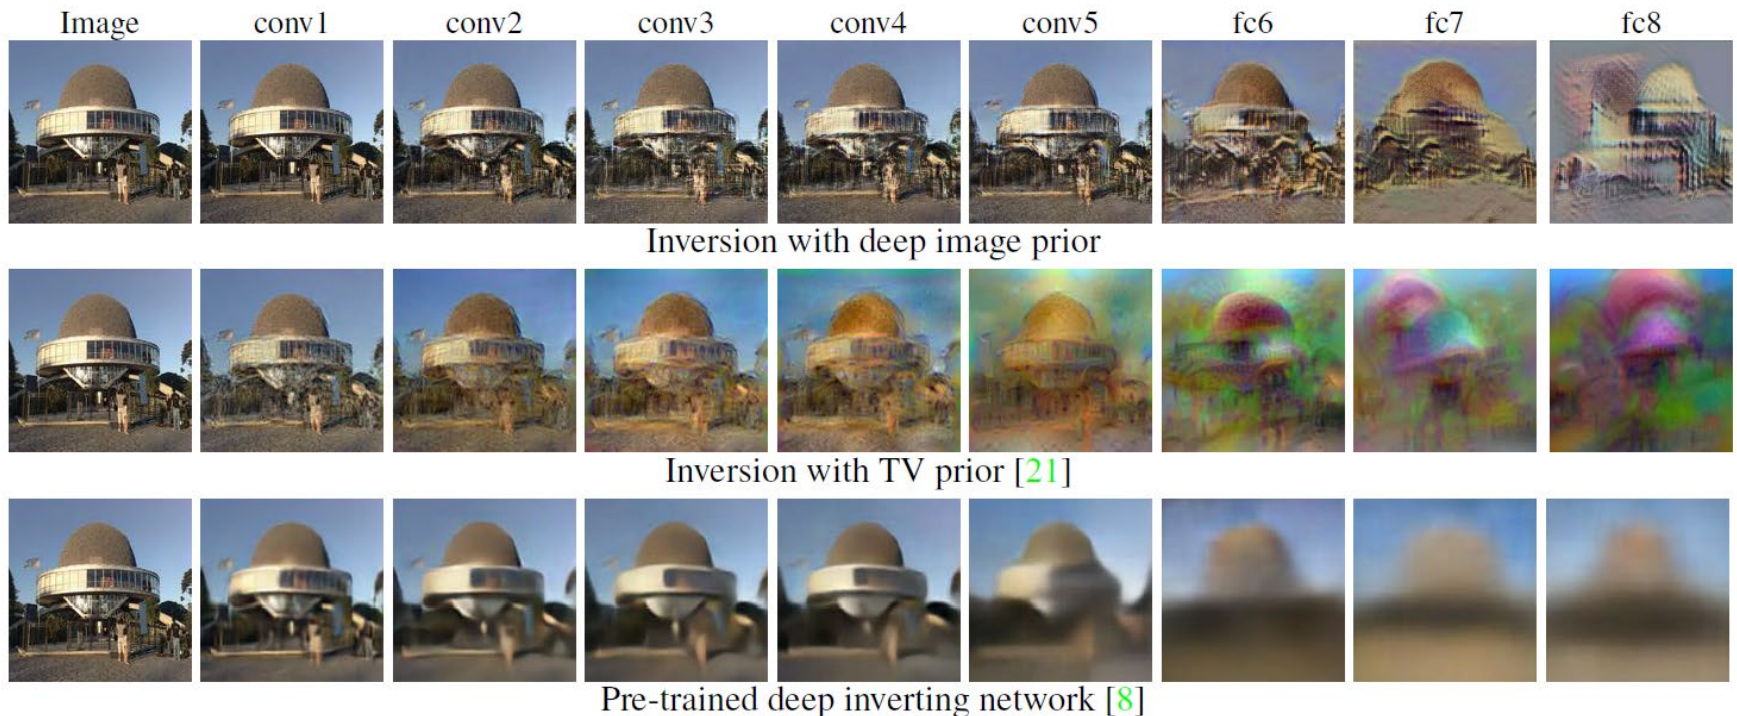 Image conv1 conv2 conv3 conv4 conv5 fc6 fc7 fc8
Inversion with deep image prior
Inversion with TV prior [21]
Pre-trained deep inverting network [8]